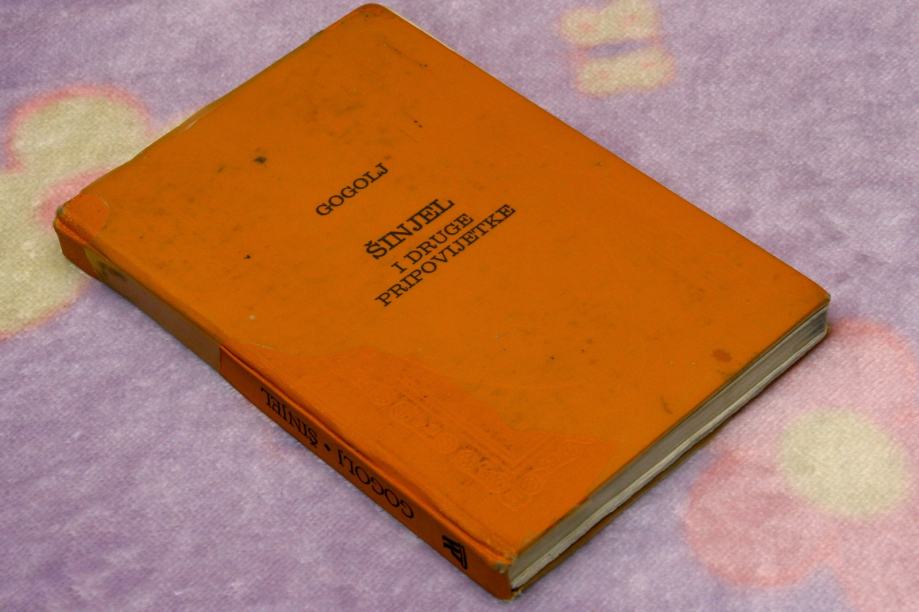 GOGOLJ
ŠINJEL
I DRUGE
PRIPOVIJETKE
GOGOLJ • ŠINJEL